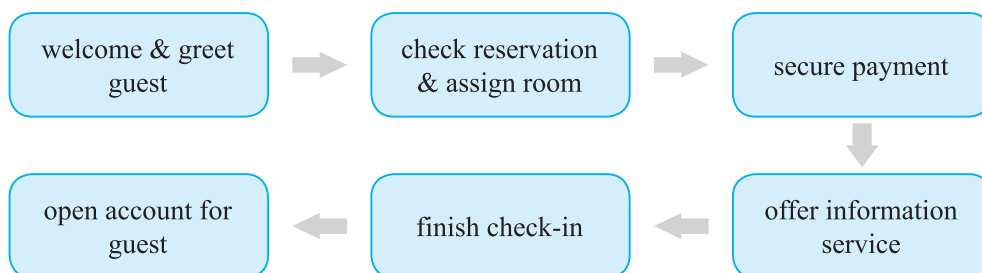 welcome & greet
guest
check reservation
& assign room
secure payment
offer information
service
finish check-in
open account for
guest